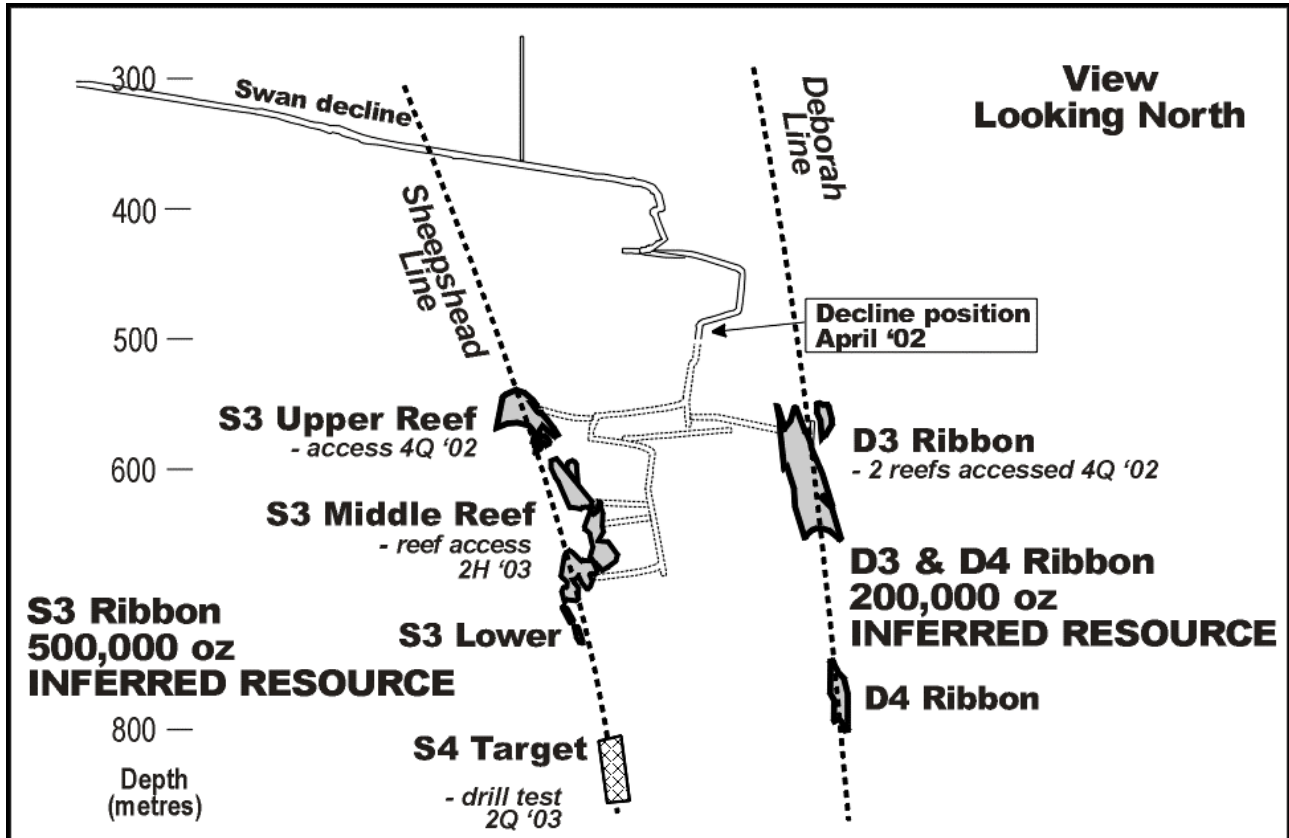 View
Looking North
300
Swan decline
Deborah
Line
400
Sheepshead
Line
500
Decline position
April ‘02
S3 Upper Reef
- access 4Q ‘02
D3 Ribbon
- 2 reefs accessed 4Q ‘02
600
S3 Middle Reef
- reef access
2H ‘03
D3 & D4 Ribbon
200,000 oz
INFERRED RESOURCE
S3 Ribbon
500,000 oz
INFERRED RESOURCE
S3 Lower
D4 Ribbon
800
S4 Target
Depth
(metres)
- drill test
2Q ‘03